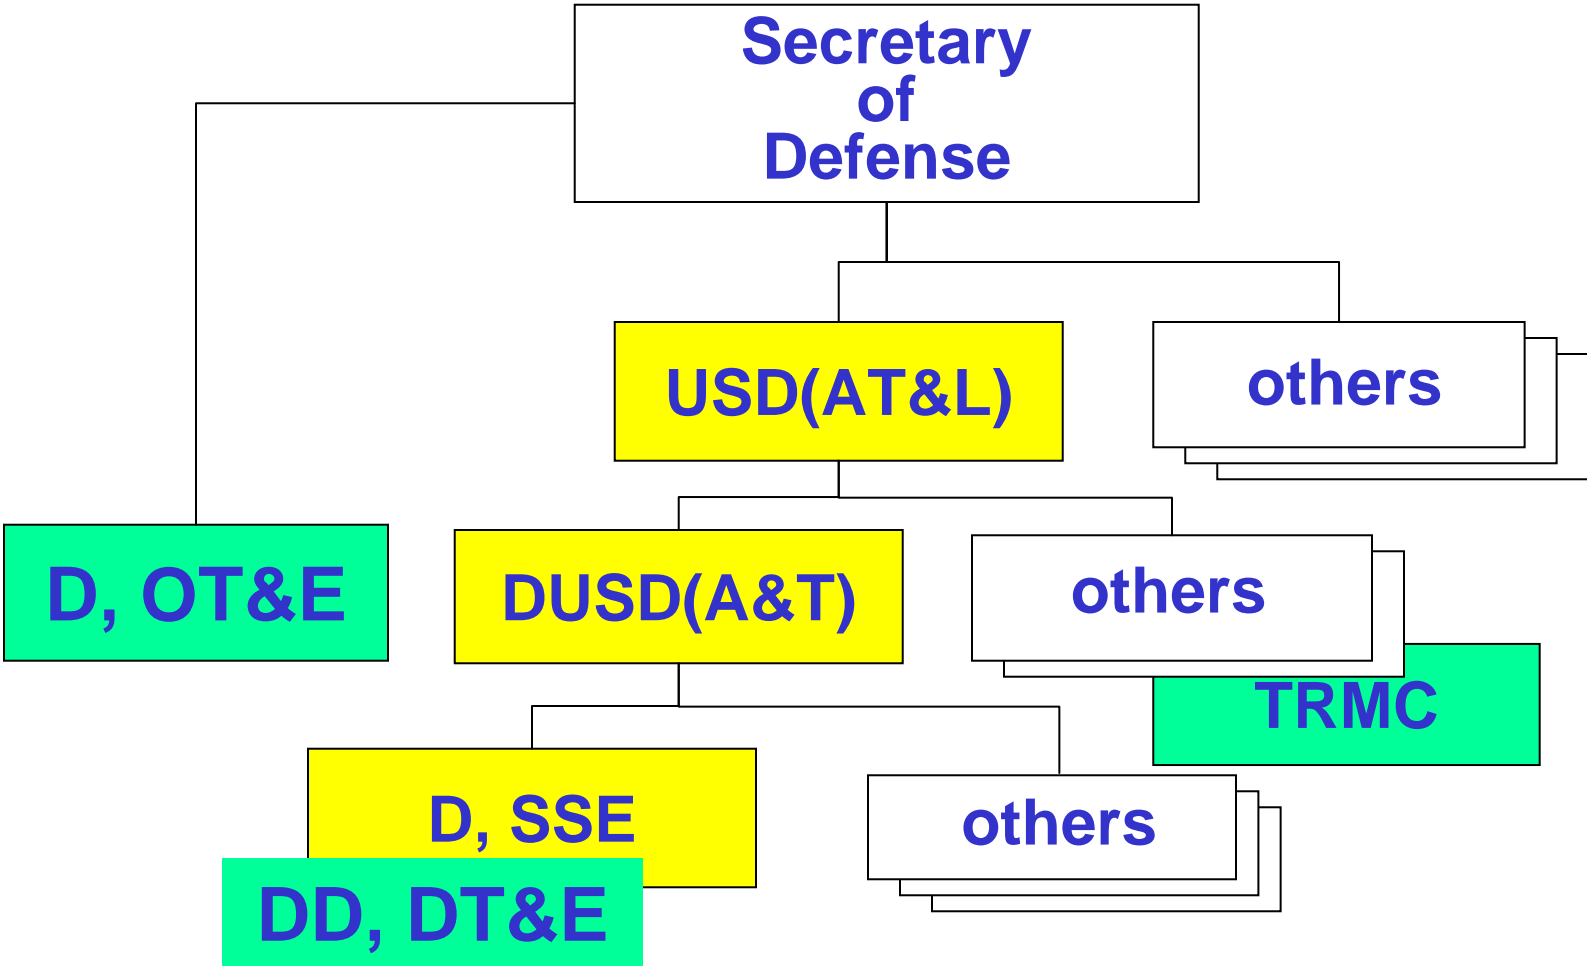 Secretary
of
Defense
USD(AT&L)
others
D, OT&E
DUSD(A&T)
others
TRMC
D, SSE
others
DD, DT&E